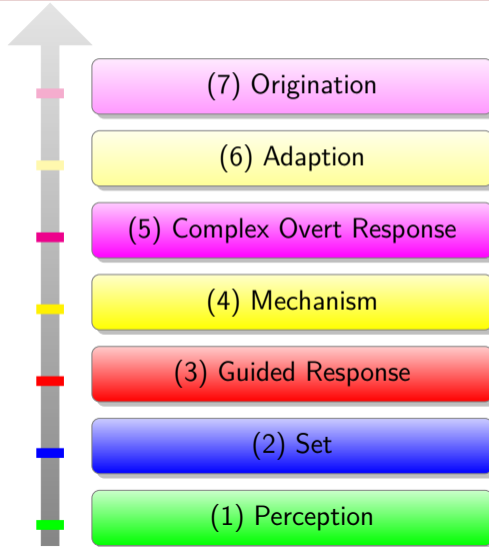 (7) Origination
(6) Adaption
(5) Complex Overt Response
(4) Mechanism
(3) Guided Response
(2) Set
(1) Perception